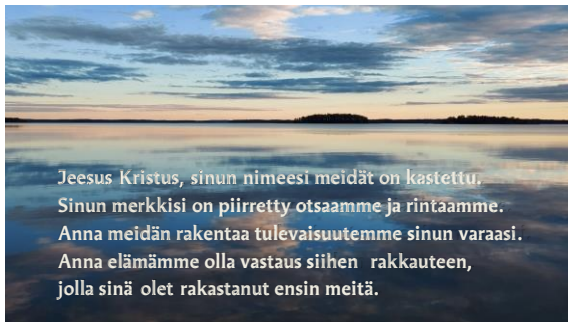 Jeesus Kristus, sinun nimeesi meidät on kastettu.
Sinun merkkisi on piirretty otsaamme ja rintaamme.
Anna meidän rakentaa tulevaisuutemme sinun varaasi.
Anna elämämme olla vastaus siihen rakkauteen,
jolla sinä olet rakastanut ensin meitä.